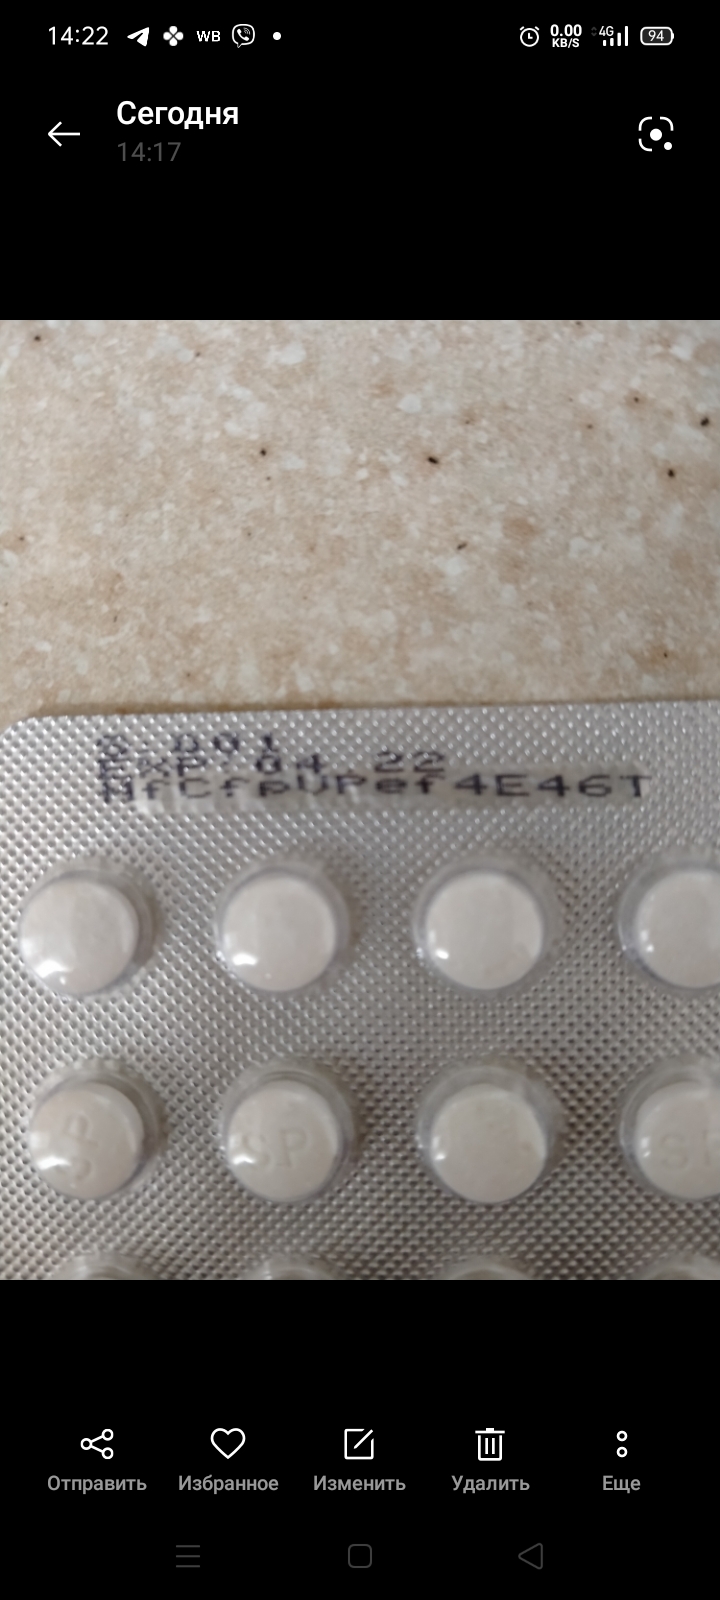 14:22 WB 0.00 KB/S 4G 94
Сегодня
14:17
EXP 04 22
SP
Отправить Избранное Изменить Удалить Еще